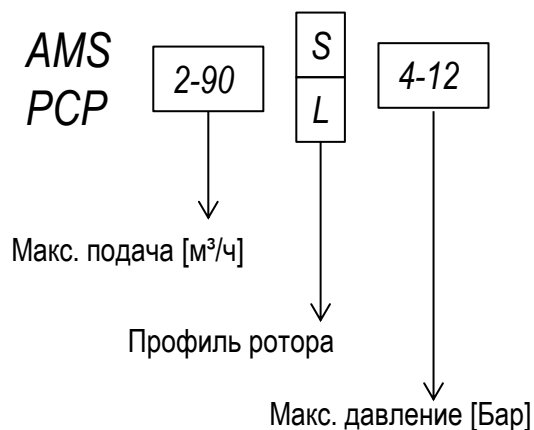 AMS
PCP
2-90
S
L
4-12
Макс. подача [м³/ч]
Профиль ротора
Макс. давление [Бар]